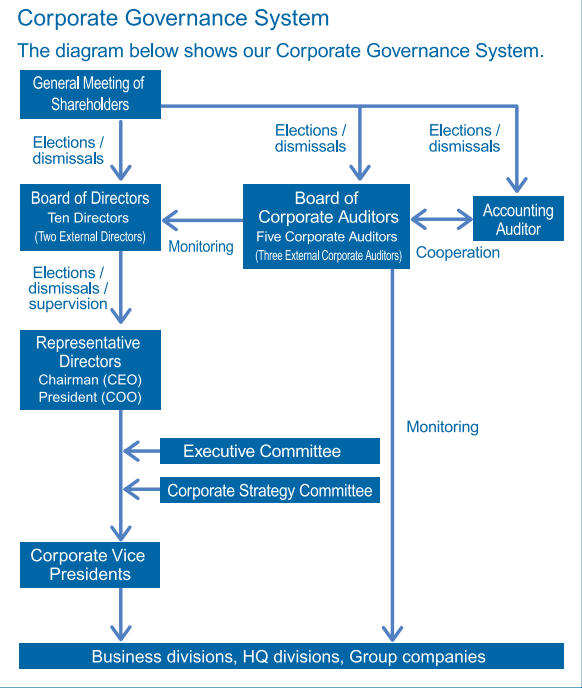 Corporate Governance System
The diagram below shows our Corporate Governance System.
General Meeting of
Shareholders
Elections /
dismissals
Elections /
dismissals
Elections /
dismissals
Board of Directors
Ten Directors
(Two External Directors)
Monitoring
Board of
Corporate Auditors
Five Corporate Auditors
(Three External Corporate Auditors)
Cooperation
Accounting
Auditor
Elections /
dismissals /
supervision
Representative
Directors
Chairman (CEO)
President (COO)
Monitoring
Executive Committee
Corporate Strategy Committee
Corporate Vice
Presidents
Business divisions, HQ divisions, Group companies